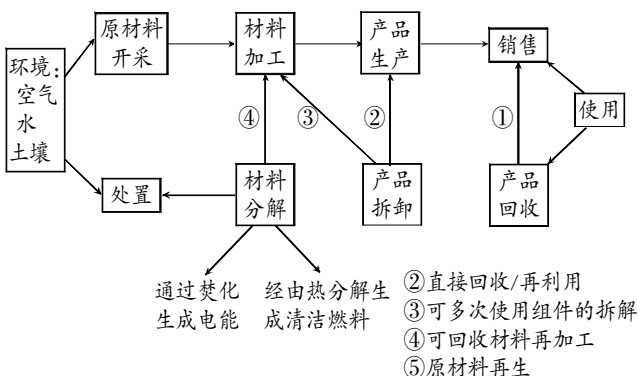 原材料
开采
材料
加工
产品
生产
销售
环境:
空气
水
土壤
使用
④
③
②
①
处置
材料
分解
产品
拆卸
产品
回收
通过焚化
生成电能
经由热分解生
成清洁燃料
②直接回收/再利用
③可多次使用组件的拆解
④可回收材料再加工
⑤原材料再生